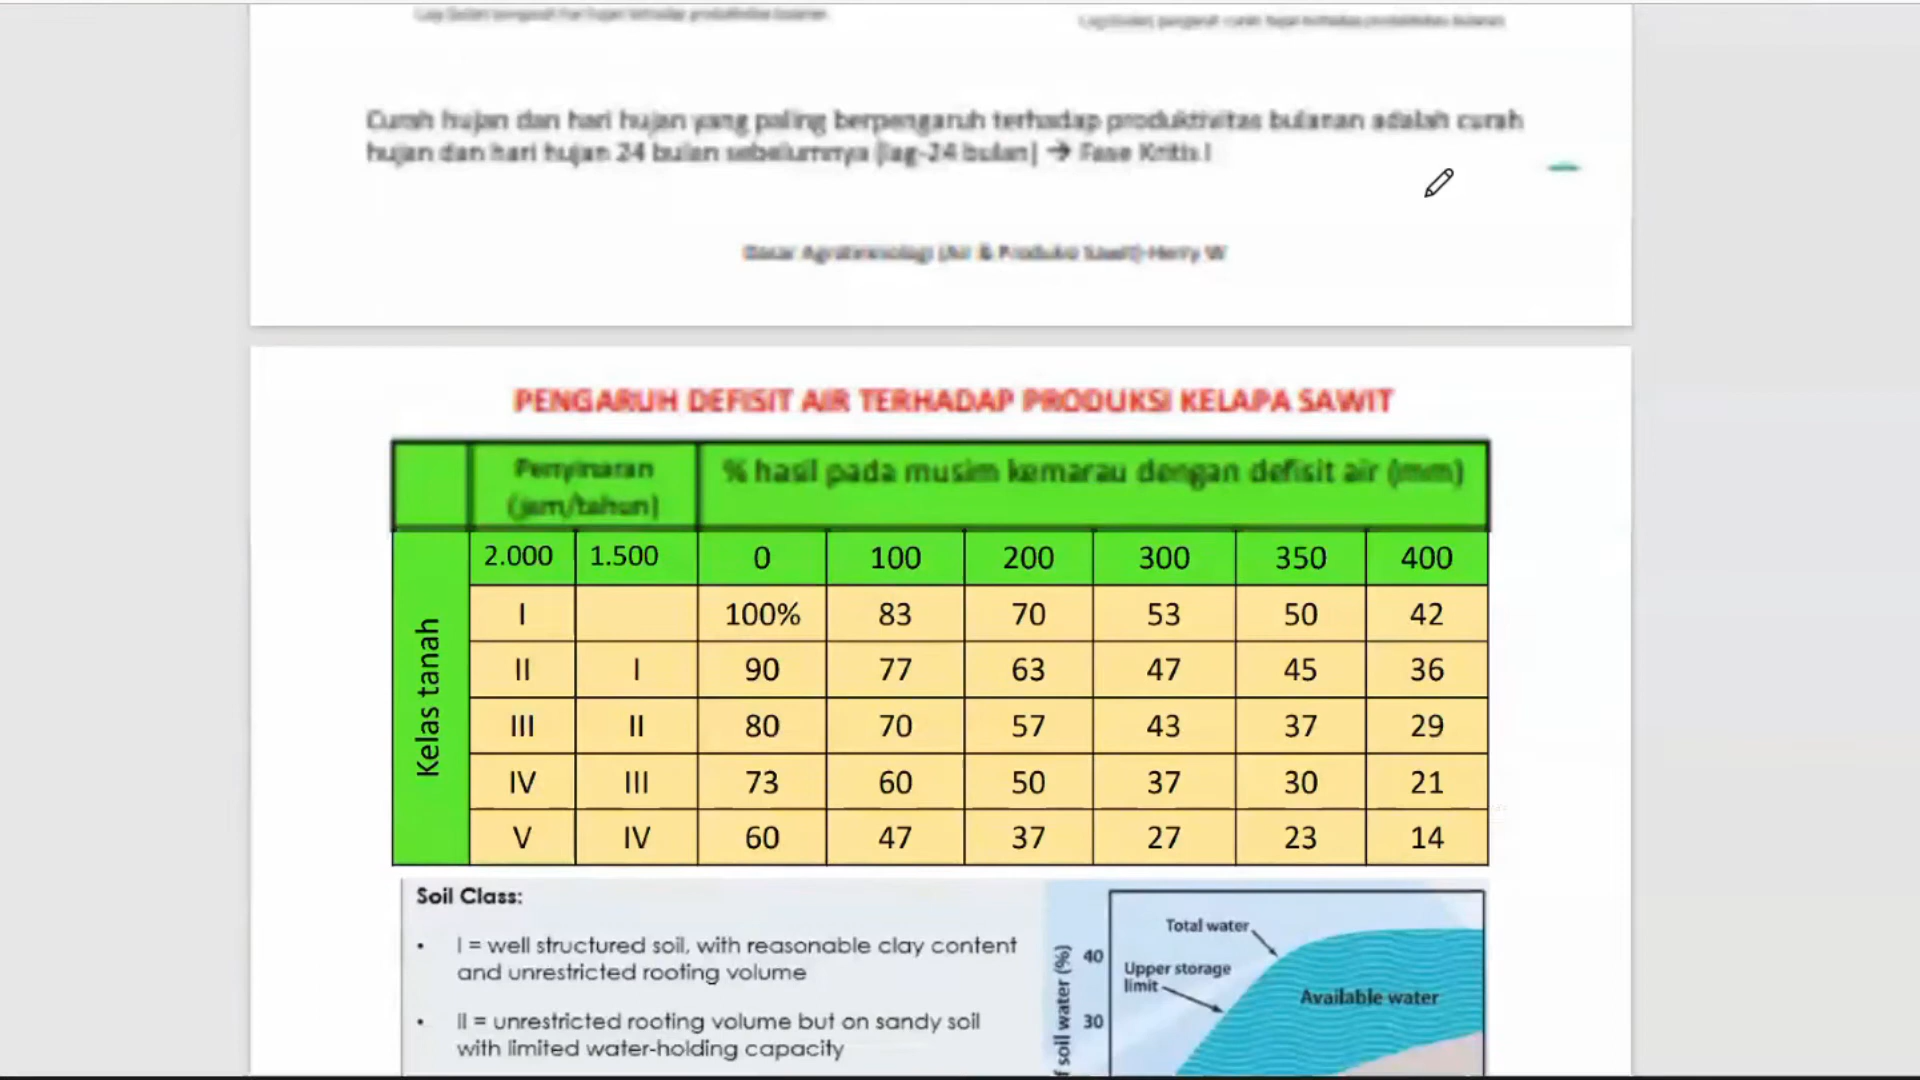 Curah hujan dan hari hujan yang paling berpengaruh terhadap produktivitas bulanan adalah curah
hujan dan hari hujan 24 bulan sebelumnya (lag-24 bulan) → Fase Kritis I
Dasar Agroteknologi (Air & Produksi Sawit)-Herry W
PENGARUH DEFISIT AIR TERHADAP PRODUKSI KELAPA SAWIT
Penyinaran
(jam/tahun)
% hasil pada musim kemarau dengan defisit air (mm)
2.000 1.500 0 100 200 300 350 400
Kelas tanah
I 100% 83 70 53 50 42
II I 90 77 63 47 45 36
III II 80 70 57 43 37 29
IV III 73 60 50 37 30 21
V IV 60 47 37 27 23 14
Soil Class:
• I = well structured soil, with reasonable clay content
and unrestricted rooting volume
• II = unrestricted rooting volume but on sandy soil
with limited water-holding capacity
Total water
Upper storage
limit
Available water
40
30
f soil water (%)